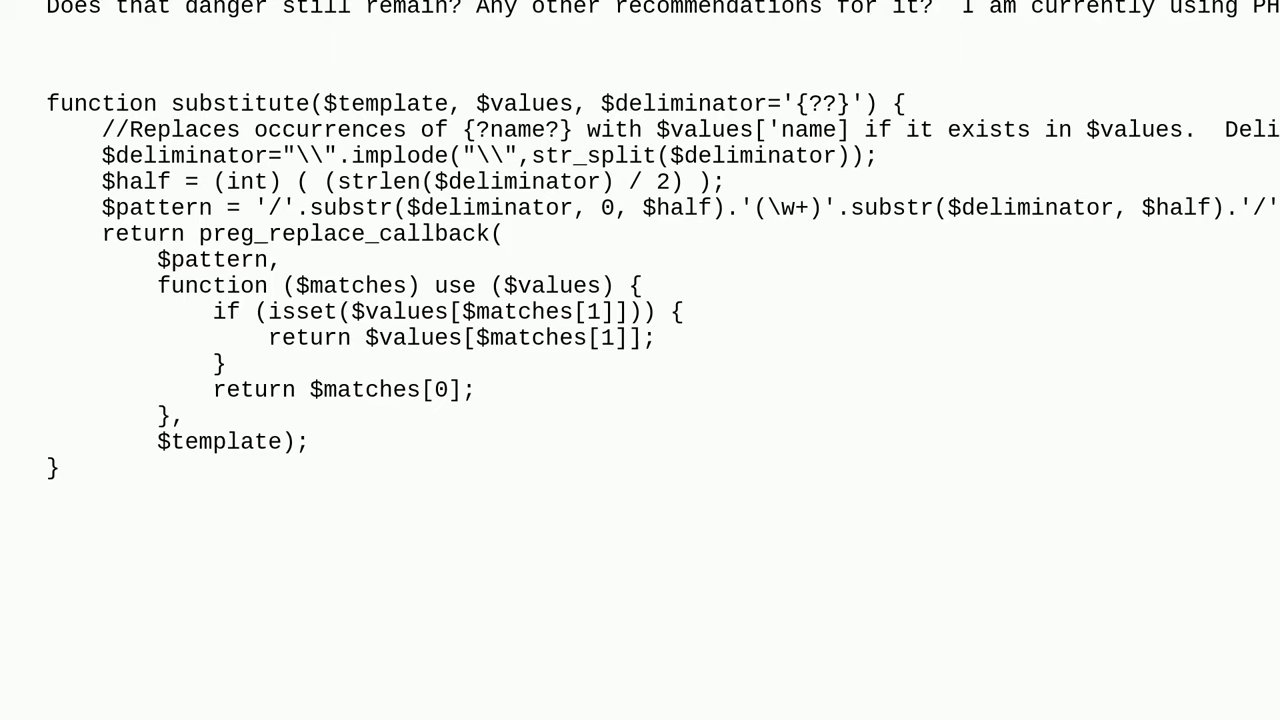 Does that danger still remain? Any other recommendations for it?  I am currently using PH
function substitute($template, $values, $deliminator='{??}') {
    //Replaces occurrences of {?name?} with $values['name] if it exists in $values.  Deli
    $deliminator="\\".implode("\\",str_split($deliminator));
    $half = (int) ( (strlen($deliminator) / 2) );
    $pattern = '/'.substr($deliminator, 0, $half).'(\w+)'.substr($deliminator, $half).'/'
    return preg_replace_callback(
        $pattern,
        function ($matches) use ($values) {
            if (isset($values[$matches[1]])) {
                return $values[$matches[1]];
            }
            return $matches[0];
        },
        $template);
}